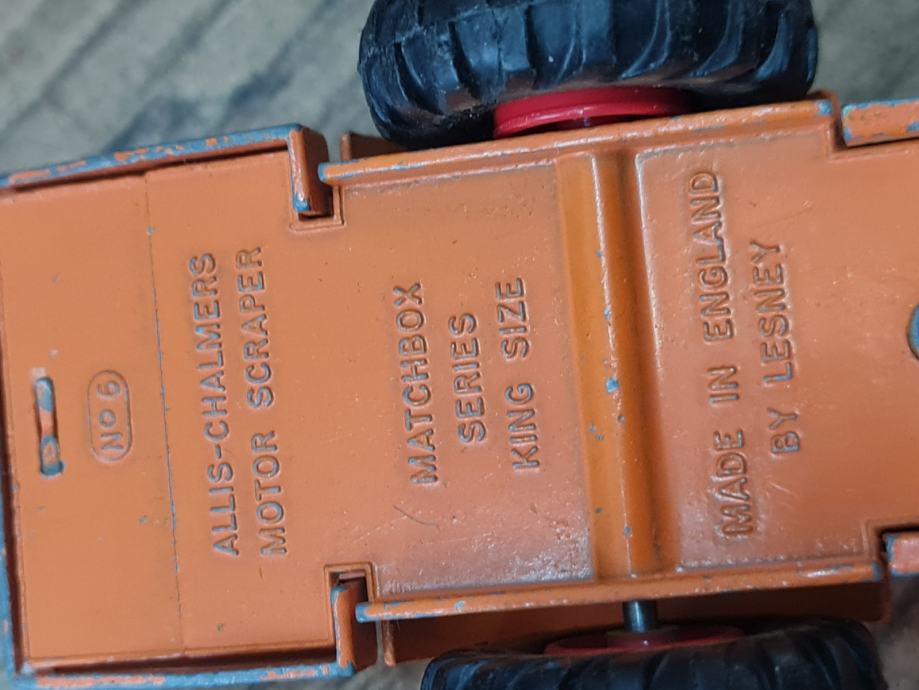 No 6
ALLIS-CHALMERS
MOTOR SCRAPER
MATCHBOX
SERIES
KING SIZE
MADE IN ENGLAND
BY LESNEY